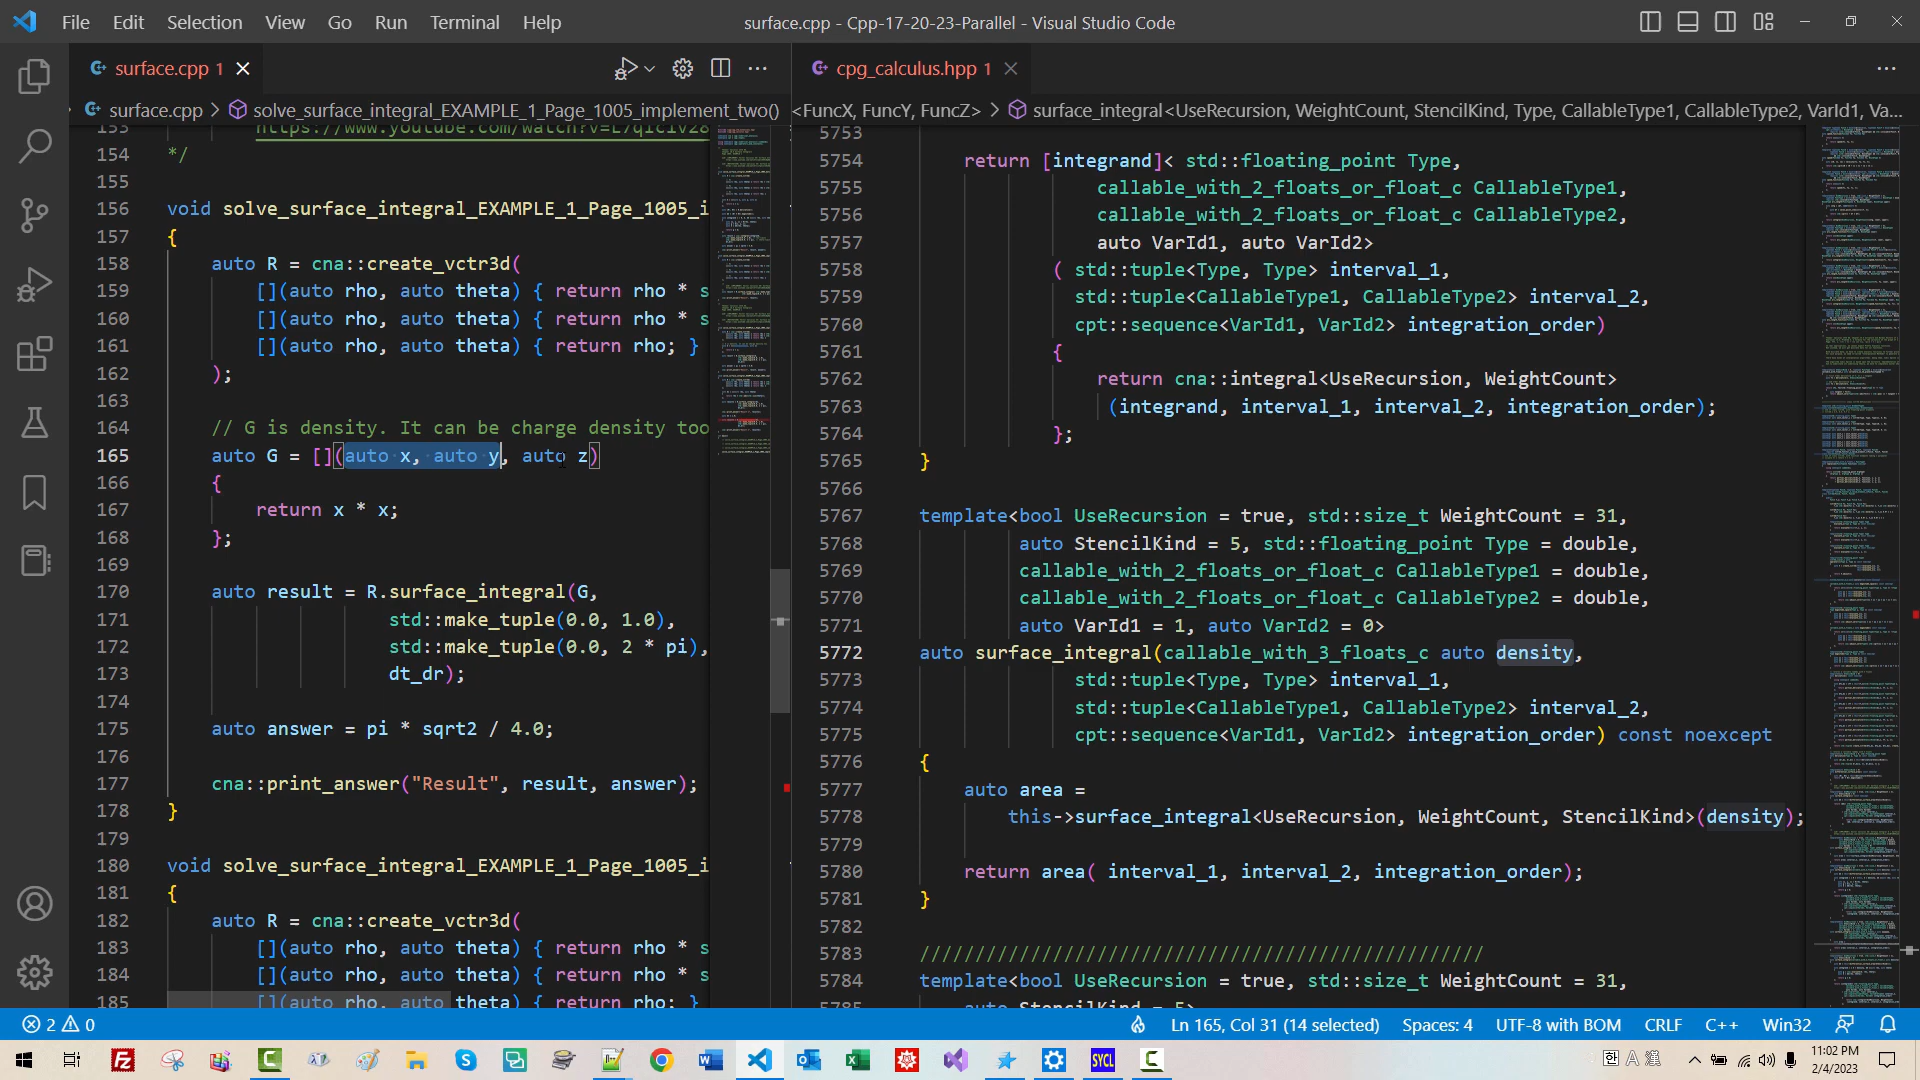 File Edit Selection View Go Run Terminal Help
surface.cpp - Cpp-17-20-23-Parallel - Visual Studio Code
surface.cpp 1
surface.cpp > solve_surface_integral_EXAMPLE_1_Page_1005_implement_two()
154 */
155
156 void solve_surface_integral_EXAMPLE_1_Page_1005_i
157 {
158 auto R = cna::create_vctr3d(
159 [](auto rho, auto theta) { return rho * s
160 [](auto rho, auto theta) { return rho * s
161 [](auto rho, auto theta) { return rho; }
162 );
163
164 // G is density. It can be charge density too
165 auto G = [](auto x, auto y, auto z)
166 {
167 return x * x;
168 };
169
170 auto result = R.surface_integral(G,
171 std::make_tuple(0.0, 1.0),
172 std::make_tuple(0.0, 2 * pi),
173 dt_dr);
174
175 auto answer = pi * sqrt2 / 4.0;
176
177 cna::print_answer("Result", result, answer);
178 }
179
180 void solve_surface_integral_EXAMPLE_1_Page_1005_i
181 {
182 auto R = cna::create_vctr3d(
183 [](auto rho, auto theta) { return rho * s
184 [](auto rho, auto theta) { return rho * s
185 [](auto rho, auto theta) { return rho; }
cpg_calculus.hpp 1
<FuncX, FuncY, FuncZ> > surface_integral<UseRecursion, WeightCount, StencilKind, Type, CallableType1, CallableType2, VarId1, Va...
5753
5754 return [integrand]< std::floating_point Type,
5755 callable_with_2_floats_or_float_c CallableType1,
5756 callable_with_2_floats_or_float_c CallableType2,
5757 auto VarId1, auto VarId2>
5758 ( std::tuple<Type, Type> interval_1,
5759 std::tuple<CallableType1, CallableType2> interval_2,
5760 cpt::sequence<VarId1, VarId2> integration_order)
5761 {
5762 return cna::integral<UseRecursion, WeightCount>
5763 (integrand, interval_1, interval_2, integration_order);
5764 };
5765 }
5766
5767 template<bool UseRecursion = true, std::size_t WeightCount = 31,
5768 auto StencilKind = 5, std::floating_point Type = double,
5769 callable_with_2_floats_or_float_c CallableType1 = double,
5770 callable_with_2_floats_or_float_c CallableType2 = double,
5771 auto VarId1 = 1, auto VarId2 = 0>
5772 auto surface_integral(callable_with_3_floats_c auto density,
5773 std::tuple<Type, Type> interval_1,
5774 std::tuple<CallableType1, CallableType2> interval_2,
5775 cpt::sequence<VarId1, VarId2> integration_order) const noexcept
5776 {
5777 auto area =
5778 this->surface_integral<UseRecursion, WeightCount, StencilKind>(density);
5779
5780 return area( interval_1, interval_2, integration_order);
5781 }
5782
5783 ///////////////////////////////////////////////////
5784 template<bool UseRecursion = true, std::size_t WeightCount = 31,
2 0
Ln 165, Col 31 (14 selected) Spaces: 4 UTF-8 with BOM CRLF C++ Win32
SYCL
한 A 漢
11:02 PM
2/4/2023